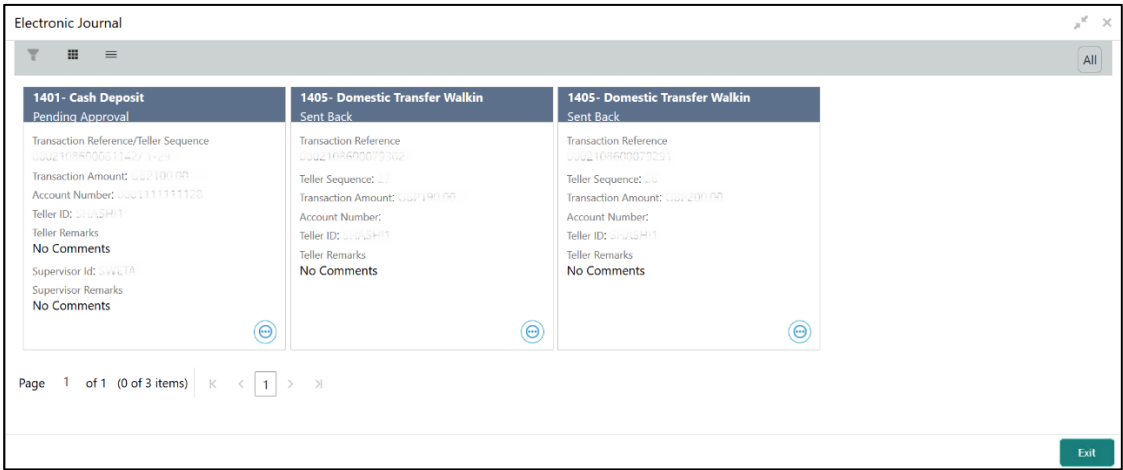 Electronic Journal
All
1401- Cash Deposit
Pending Approval
Transaction Reference/Teller Sequence
Transaction Amount:
Account Number:
Teller ID:
Teller Remarks
No Comments
Supervisor Id:
Supervisor Remarks
No Comments
1405- Domestic Transfer Walkin
Sent Back
Transaction Reference
Teller Sequence:
Transaction Amount:
Account Number:
Teller ID:
Teller Remarks
No Comments
1405- Domestic Transfer Walkin
Sent Back
Transaction Reference
Teller Sequence:
Transaction Amount:
Account Number:
Teller ID:
Teller Remarks
No Comments
Page 1 of 1 (0 of 3 items) 1
Exit